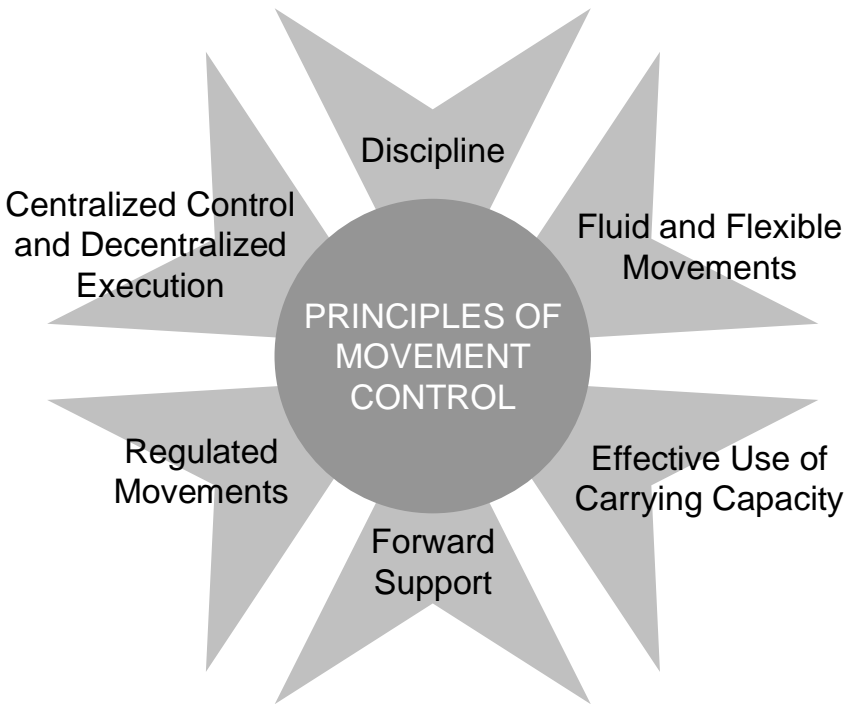 Discipline
Centralized Control
and Decentralized
Execution
Fluid and Flexible
Movements
PRINCIPLES OF
MOVEMENT
CONTROL
Regulated
Movements
Effective Use of
Carrying Capacity
Forward
Support